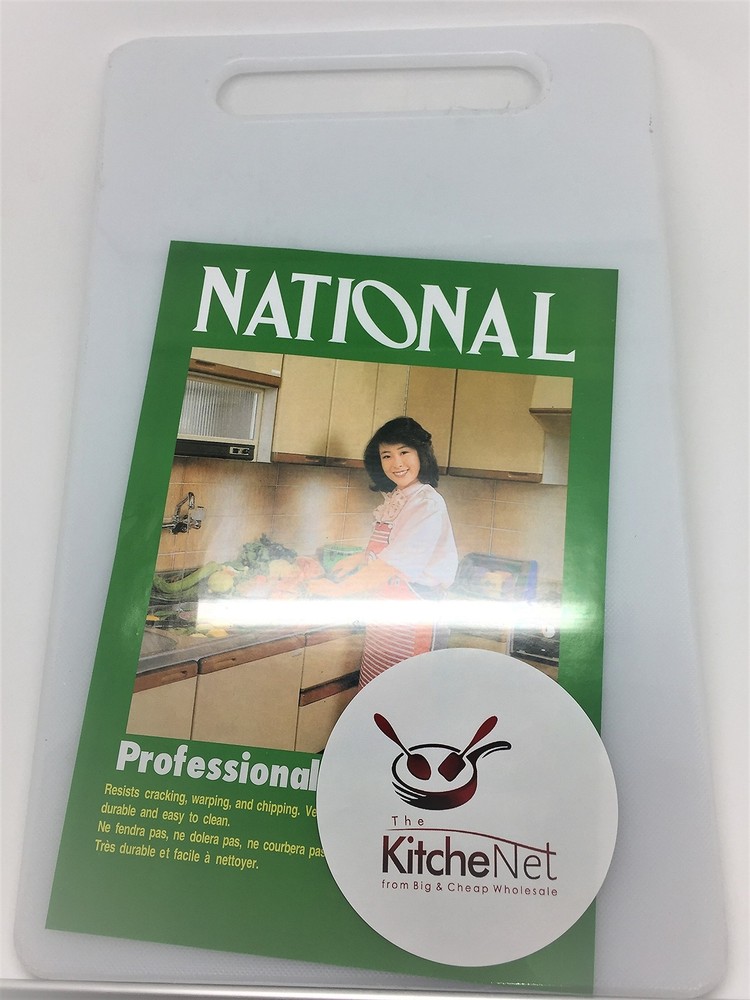 NATIONAL
Professional
Resists cracking, warping, and chipping.
durable and easy to clean.
Ne fendra pas, ne dolera pas, ne courbera pas
Très durable et facile à nettoyer.
The
KitcheNet
from Big & Cheap Wholesale